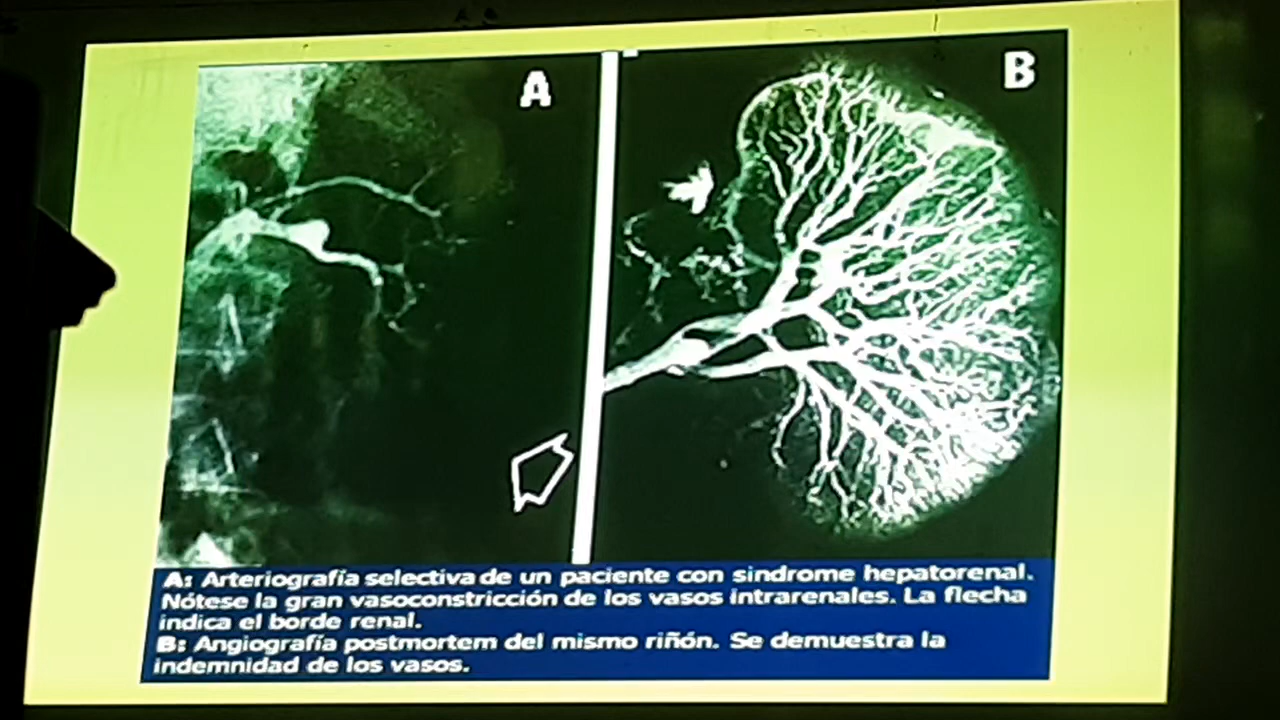 A
B
A: Arteriografía selectiva de un paciente con sindrome hepatorenal.
Nótese la gran vasoconstricción de los vasos intrarenales. La flecha
indica el borde renal.
B: Angiografía postmortem del mismo riñón. Se demuestra la
indemnidad de los vasos.